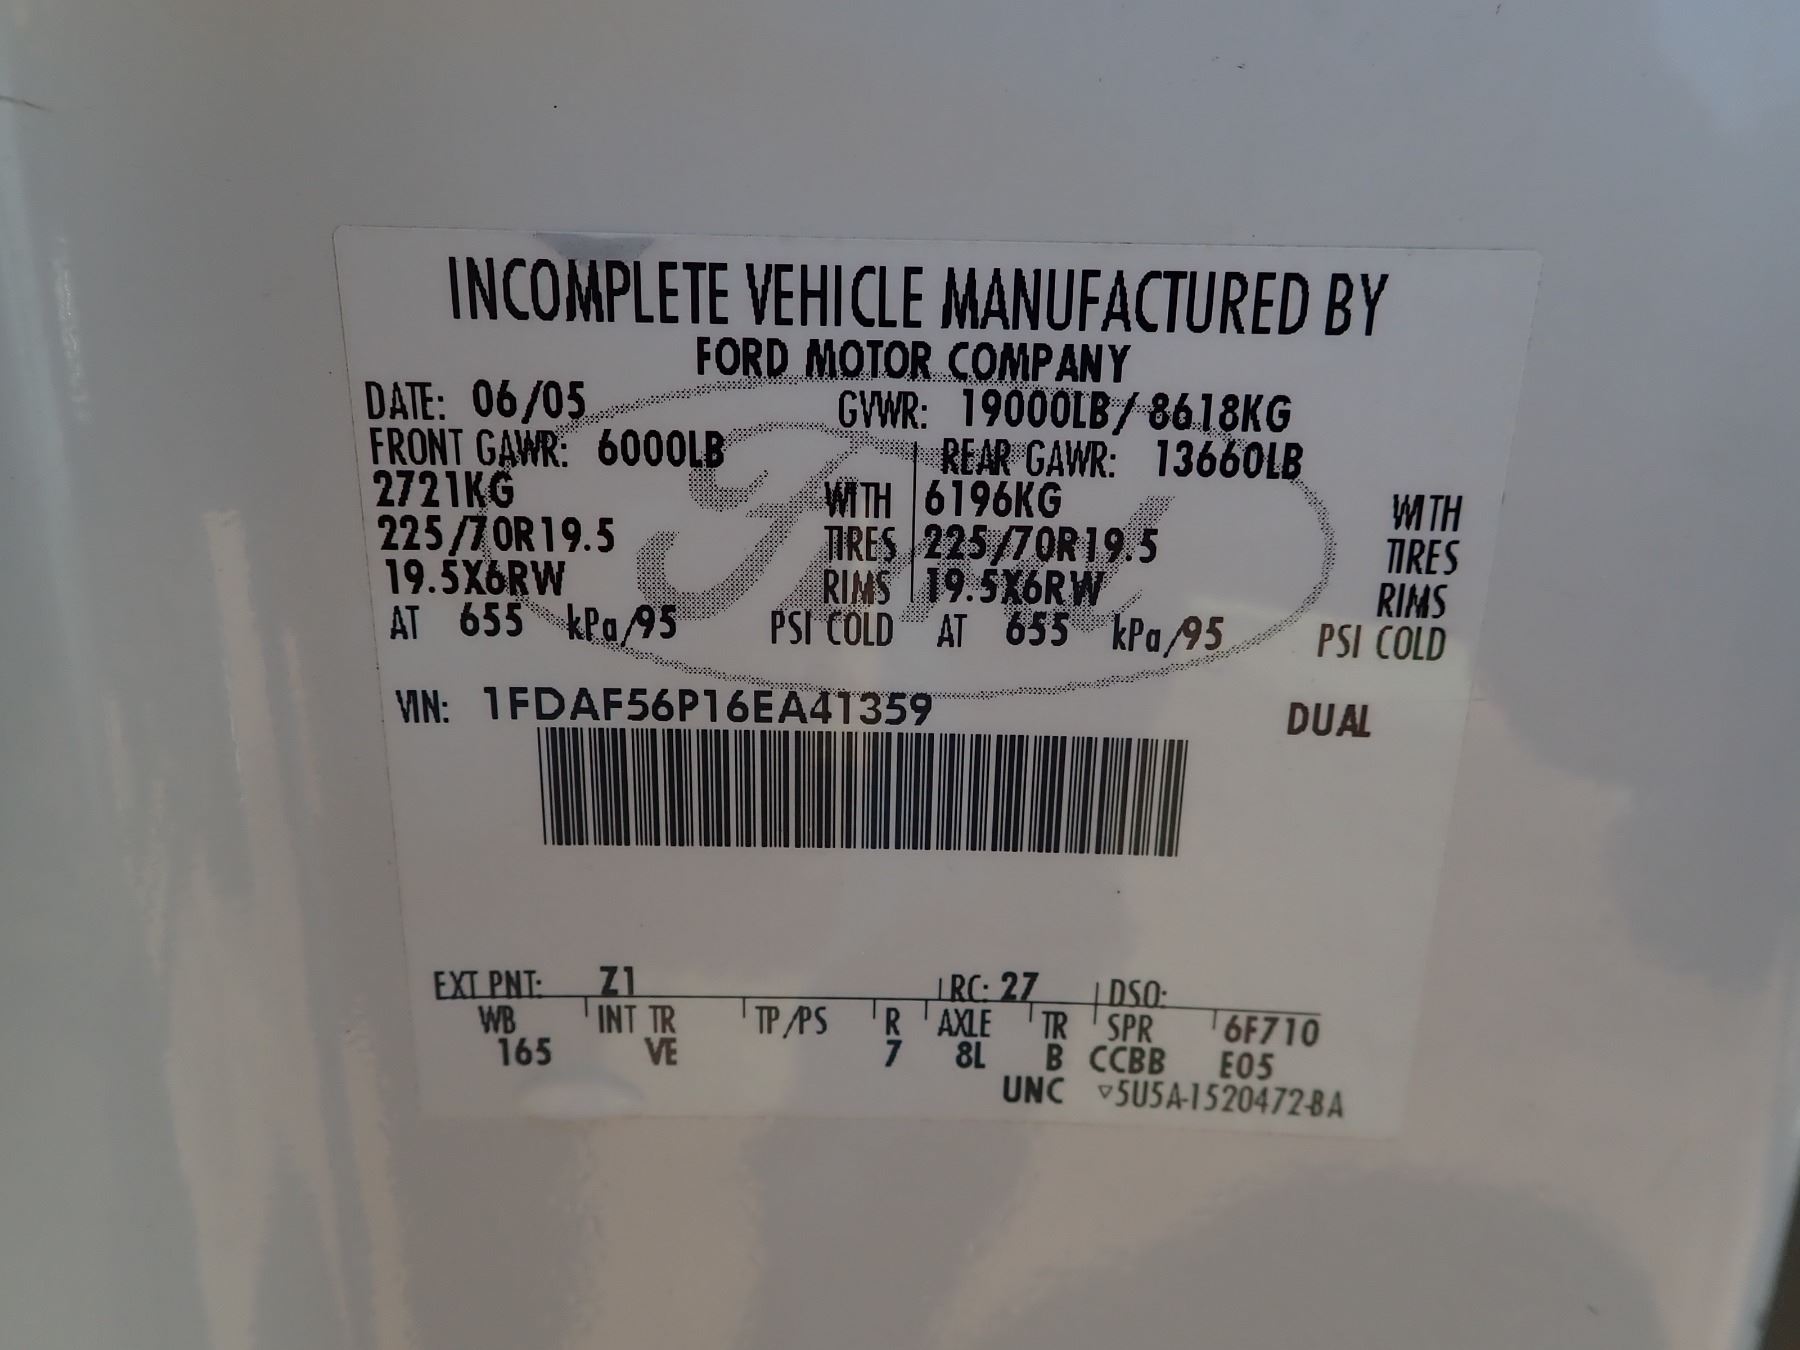 INCOMPLETE VEHICLE MANUFACTURED BY
FORD MOTOR COMPANY
DATE: 06/05 GVWR: 19000LB/8618KG
FRONT GAWR: 6000LB REAR GAWR: 13660LB
2721KG WITH 6196KG WITH
225/70R19.5 TIRES 225/70R19.5 TIRES
19.5X6RW RIMS 19.5X6RW RIMS
AT 655 kPa/95 PSI COLD AT 655 kPa/95 PSI COLD
VIN: 1FDAF56P16EA41359 DUAL
EXT PNT: Z1 RC: 27 DSO:
WB INT TR TP/PS R AXLE TR SPR 6F710
165 VE 7 8L B CCBB E05
UNC ▽5U5A-1520472-BA